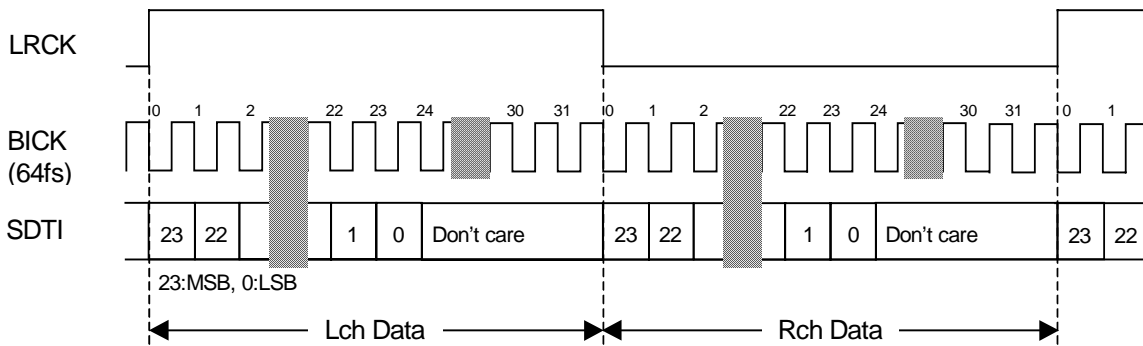 LRCK
0 1 2 22 23 24 30 31 0 1 2 22 23 24 30 31 0 1
BICK
(64fs)
SDTI 23 22 1 0 Don't care 23 22 1 0 Don't care 23 22
23:MSB, 0:LSB
Lch Data Rch Data